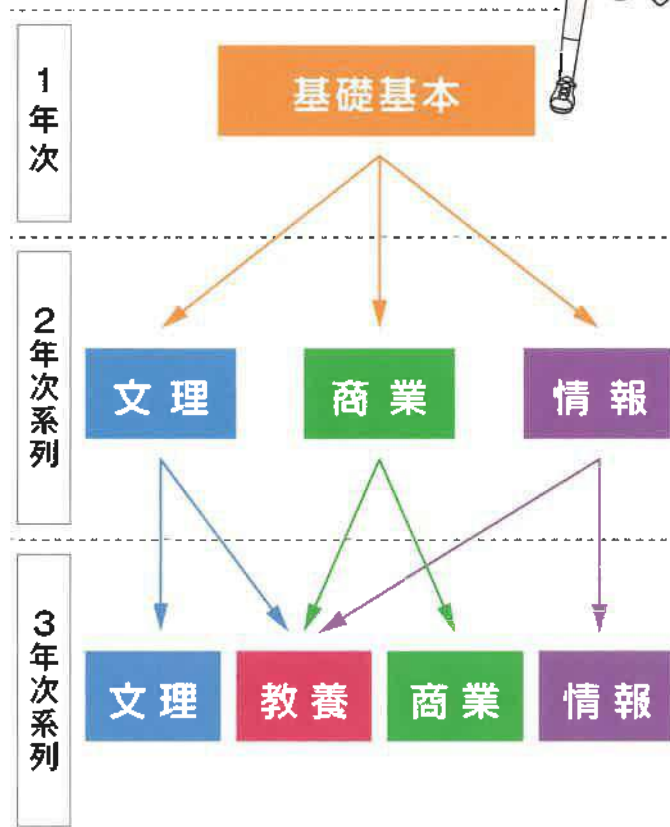 1年次
基礎基本
2年次系列
文理
商業
情報
3年次系列
文理
教養
商業
情報